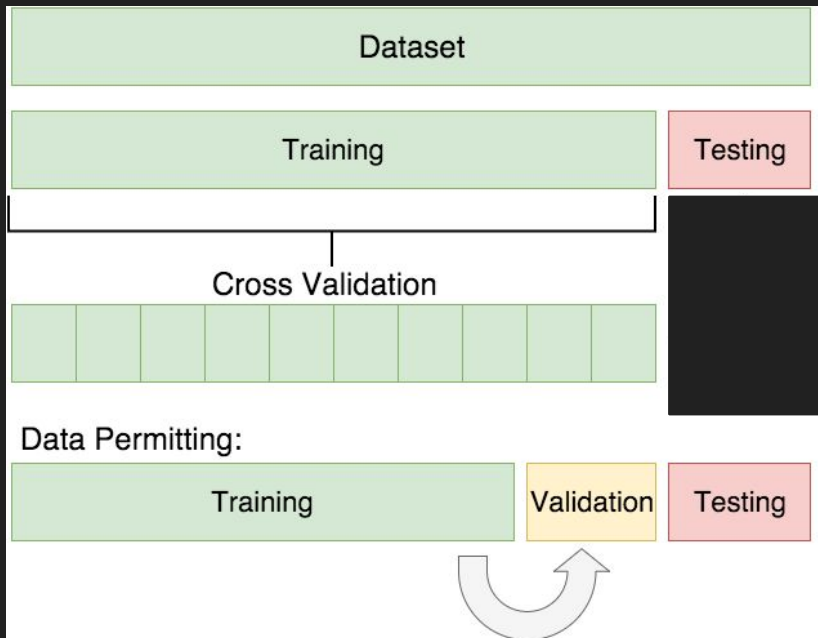 Dataset
Training Testing
Cross Validation
Data Permitting:
Training Validation Testing